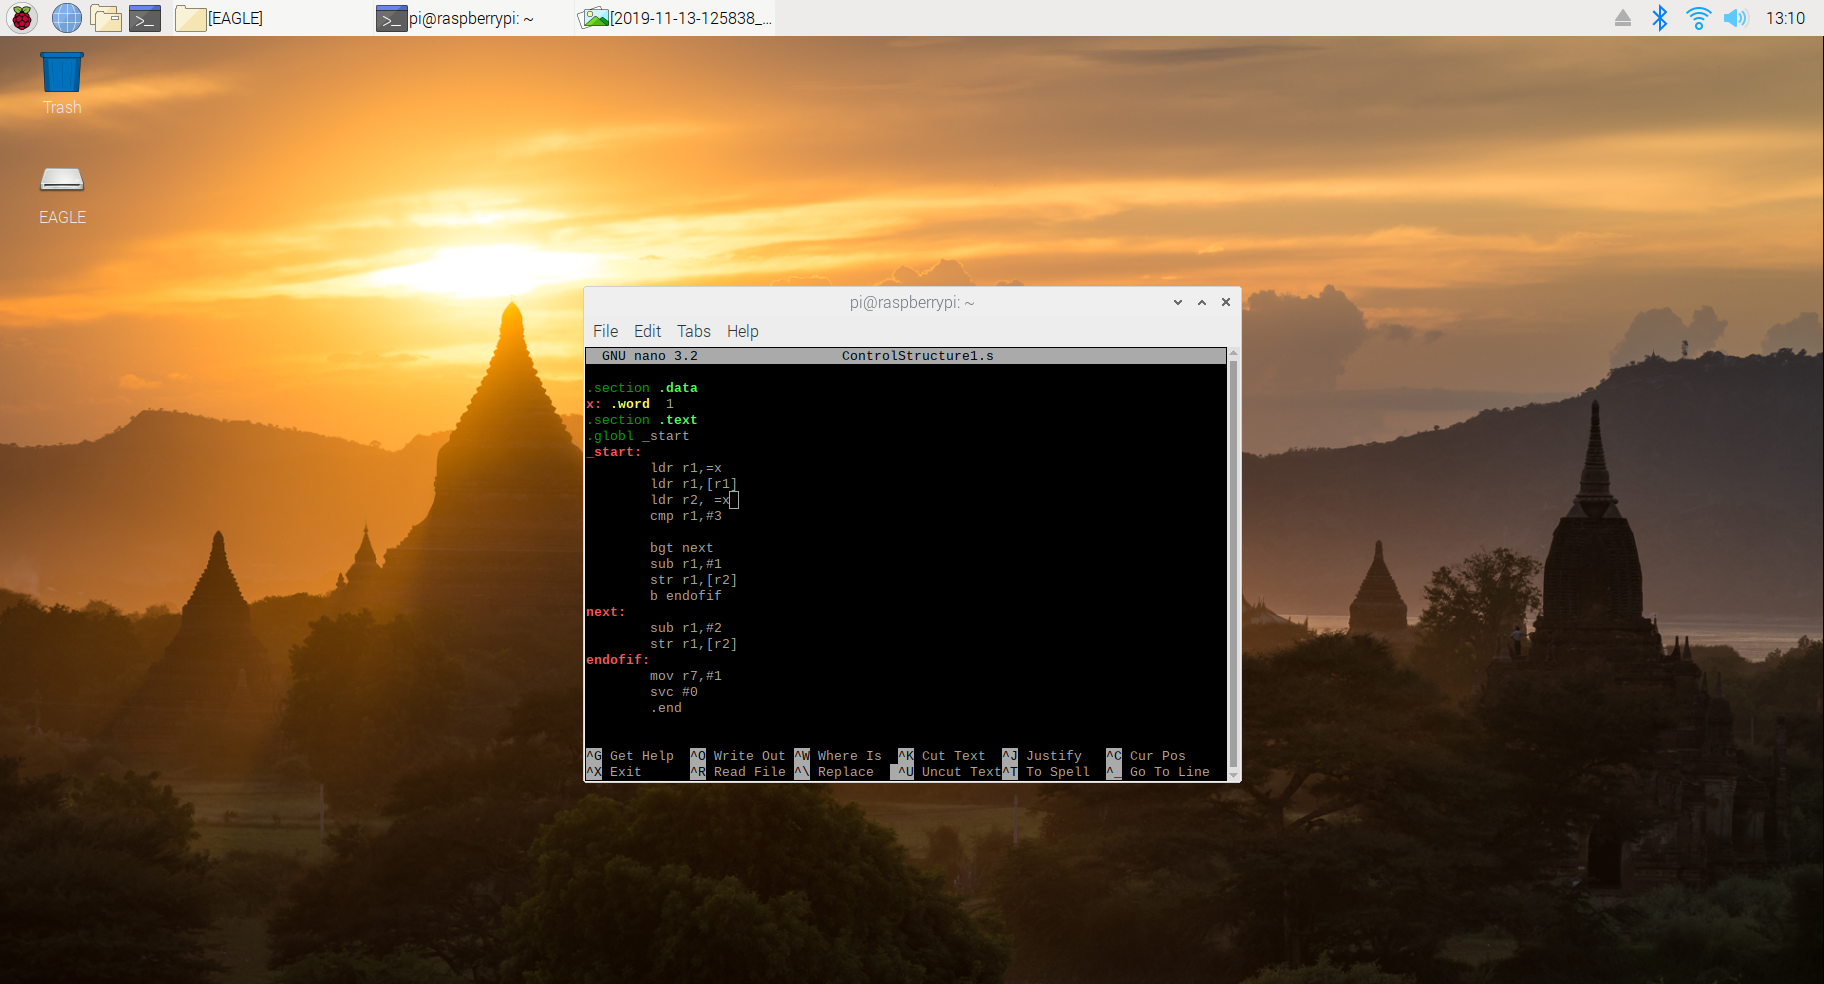 [EAGLE]
pi@raspberrypi: ~
[2019-11-13-125838_...
13:10
Trash
EAGLE
pi@raspberrypi: ~
File Edit Tabs Help
GNU nano 3.2 ControlStructure1.s
.section .data
x: .word 1
.section .text
.globl _start
_start:
ldr r1,=x
ldr r1,[r1]
ldr r2, =x
cmp r1,#3
bgt next
sub r1,#1
str r1,[r2]
b endofif
next:
sub r1,#2
str r1,[r2]
endofif:
mov r7,#1
svc #0
.end
^G Get Help ^O Write Out ^W Where Is ^K Cut Text ^J Justify ^C Cur Pos
^X Exit ^R Read File ^\ Replace ^U Uncut Text ^T To Spell ^_ Go To Line